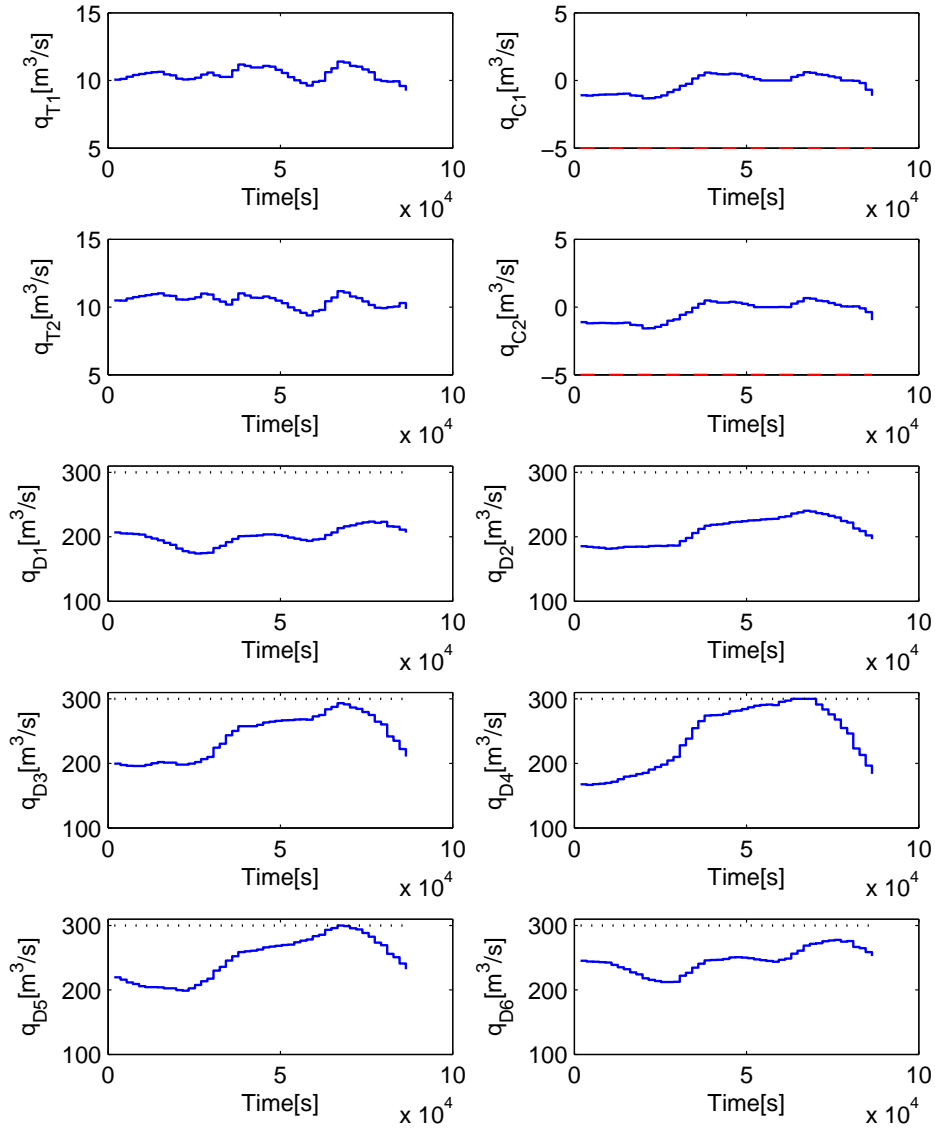 15
10
5
q_T1[m³/s]
0 5 10
Time[s]
x 10⁴
5
0
−5
q_C1[m³/s]
0 5 10
Time[s]
x 10⁴
15
10
5
q_T2[m³/s]
0 5 10
Time[s]
x 10⁴
5
0
−5
q_C2[m³/s]
0 5 10
Time[s]
x 10⁴
300
200
100
q_D1[m³/s]
0 5 10
Time[s]
x 10⁴
300
200
100
q_D2[m³/s]
0 5 10
Time[s]
x 10⁴
300
200
100
q_D3[m³/s]
0 5 10
Time[s]
x 10⁴
300
200
100
q_D4[m³/s]
0 5 10
Time[s]
x 10⁴
300
200
100
q_D5[m³/s]
0 5 10
Time[s]
x 10⁴
300
200
100
q_D6[m³/s]
0 5 10
Time[s]
x 10⁴